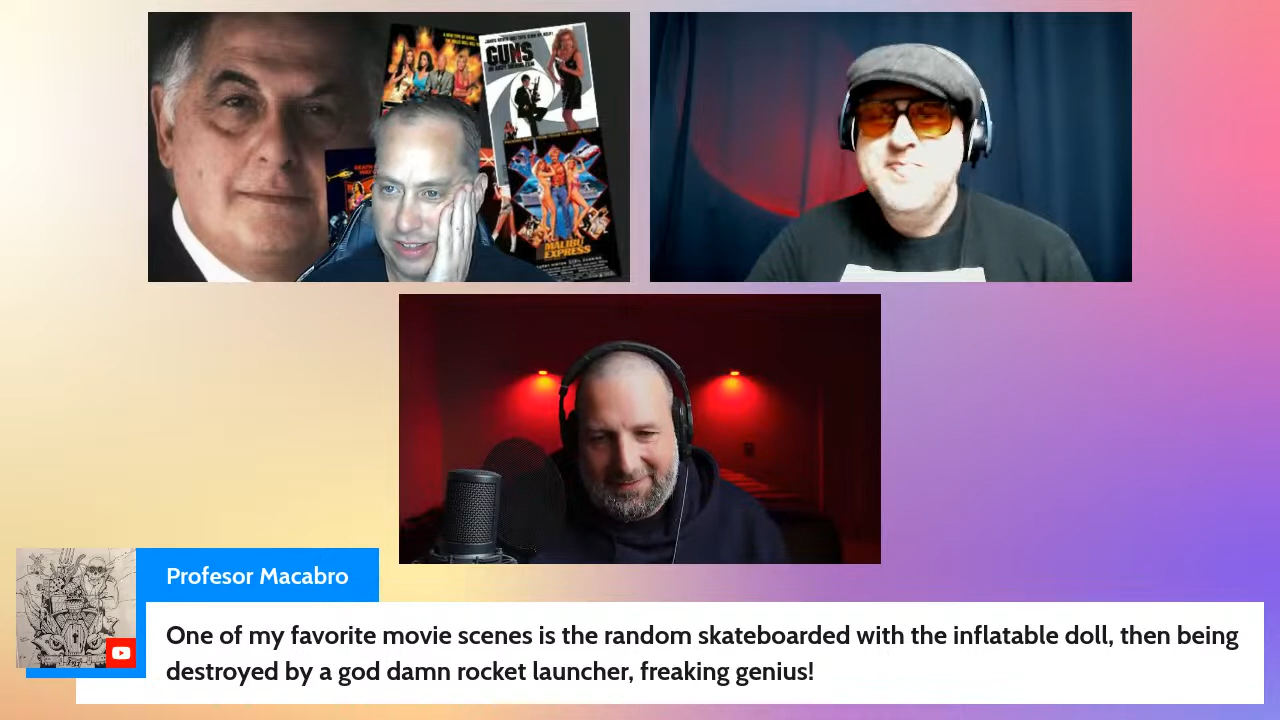 GUNS
MALIBU
EXPRESS
Profesor Macabro
One of my favorite movie scenes is the random skateboarded with the inflatable doll, then being
destroyed by a god damn rocket launcher, freaking genius!